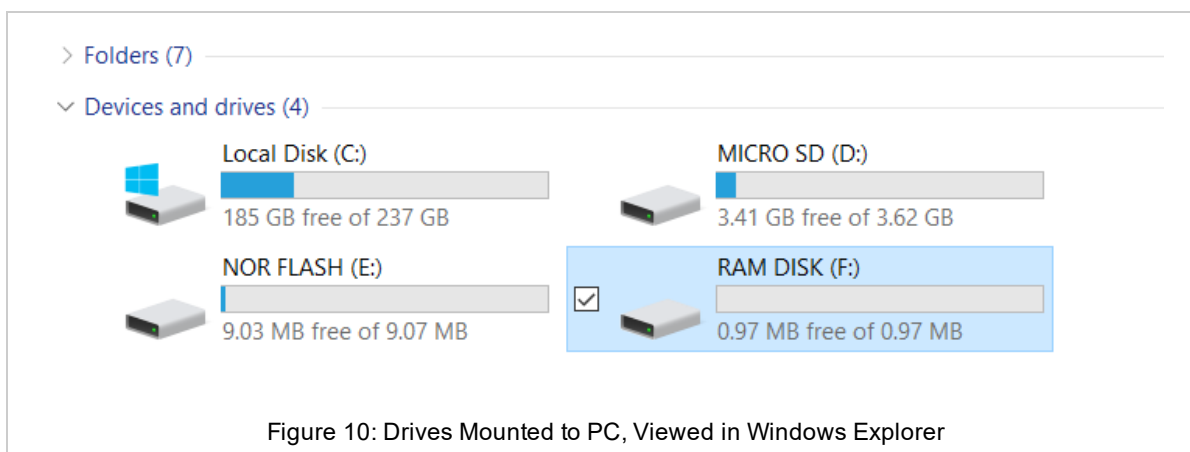 Folders (7)
Devices and drives (4)
Local Disk (C:)
185 GB free of 237 GB
MICRO SD (D:)
3.41 GB free of 3.62 GB
NOR FLASH (E:)
9.03 MB free of 9.07 MB
RAM DISK (F:)
0.97 MB free of 0.97 MB
Figure 10: Drives Mounted to PC, Viewed in Windows Explorer